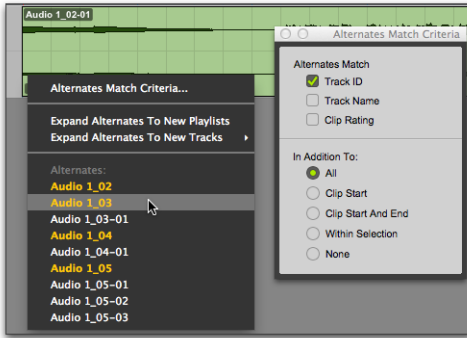 Audio 1_02-01
Alternates Match Criteria...
Expand Alternates To New Playlists
Expand Alternates To New Tracks
Alternates:
Audio 1_02
Audio 1_03
Audio 1_03-01
Audio 1_04
Audio 1_04-01
Audio 1_05
Audio 1_05-01
Audio 1_05-02
Audio 1_05-03
Alternates Match Criteria
Alternates Match
Track ID
Track Name
Clip Rating
In Addition To:
All
Clip Start
Clip Start And End
Within Selection
None